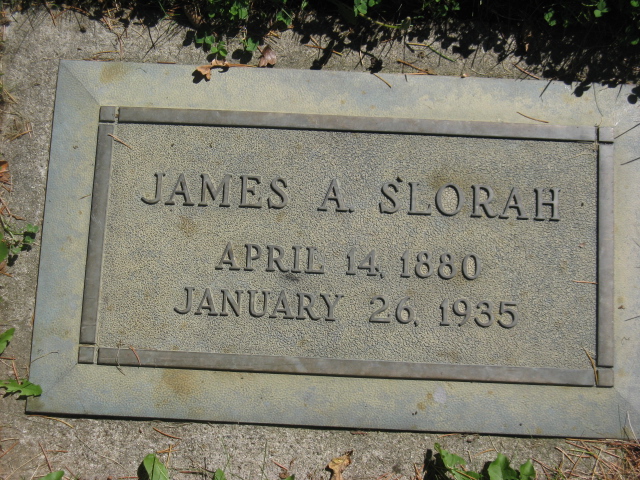 JAMES A. SLORAH
APRIL 14, 1880
JANUARY 26, 1935